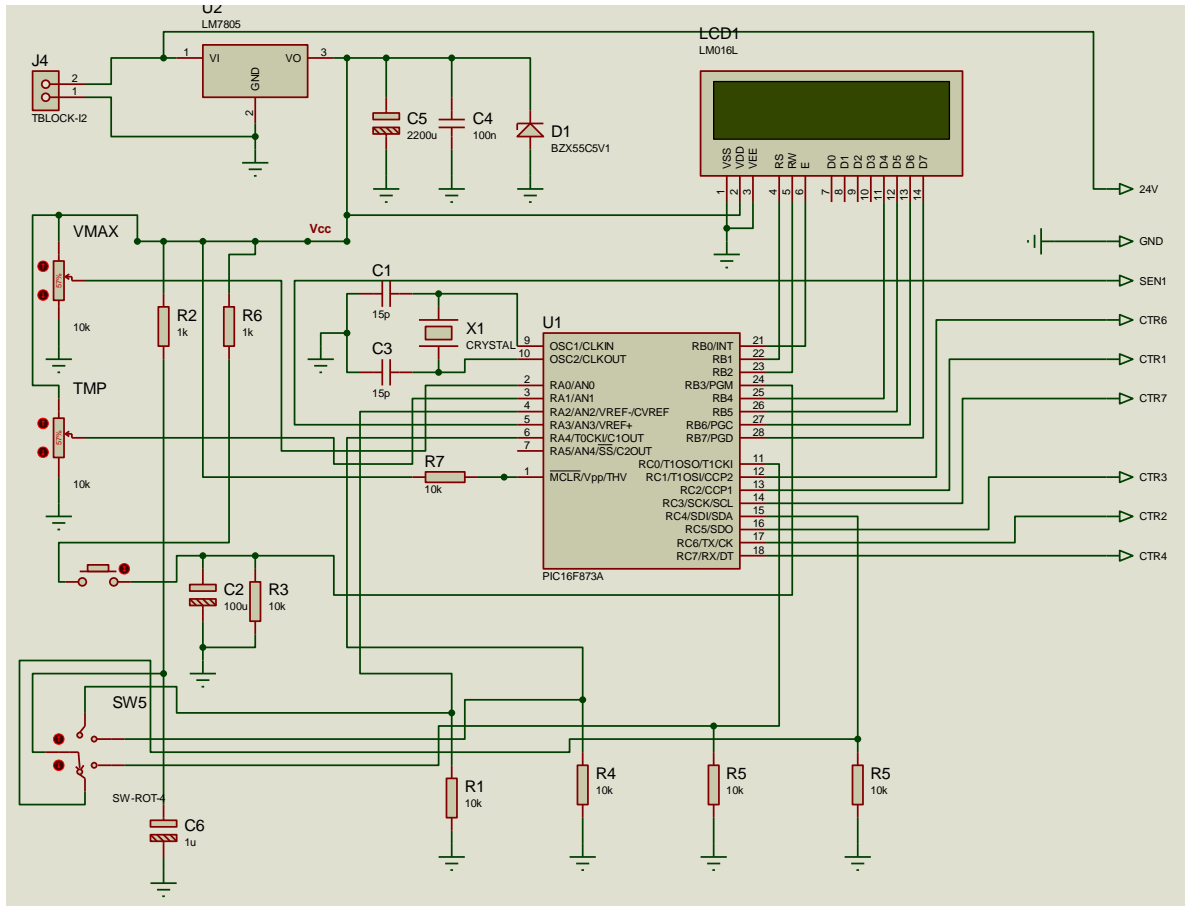 U2
LM7805
J4
2
1
TBLOCK-I2
1
VI
VO
3
GND
2
C5
2200u
C4
100n
D1
BZX55C5V1
LCD1
LM016L
VSS
VDD
VEE
RS
RW
E
D0
D1
D2
D3
D4
D5
D6
D7
1
2
3
4
5
6
7
8
9
10
11
12
13
14
24V
GND
SEN1
CTR6
CTR1
CTR7
CTR3
CTR2
CTR4
VMAX
57%
10k
TMP
57%
10k
Vcc
R2
1k
R6
1k
C1
15p
C3
15p
X1
CRYSTAL
R7
10k
U1
9 OSC1/CLKIN
10 OSC2/CLKOUT
2 RA0/AN0
3 RA1/AN1
4 RA2/AN2/VREF-/CVREF
5 RA3/AN3/VREF+
6 RA4/T0CKI/C1OUT
7 RA5/AN4/SS/C2OUT
1 MCLR/Vpp/THV
RB0/INT 21
RB1 22
RB2 23
RB3/PGM 24
RB4 25
RB5 26
RB6/PGC 27
RB7/PGD 28
RC0/T1OSO/T1CKI 11
RC1/T1OSI/CCP2 12
RC2/CCP1 13
RC3/SCK/SCL 14
RC4/SDI/SDA 15
RC5/SDO 16
RC6/TX/CK 17
RC7/RX/DT 18
PIC16F873A
C2
100u
R3
10k
SW5
SW-ROT-4
C6
1u
R1
10k
R4
10k
R5
10k
R5
10k